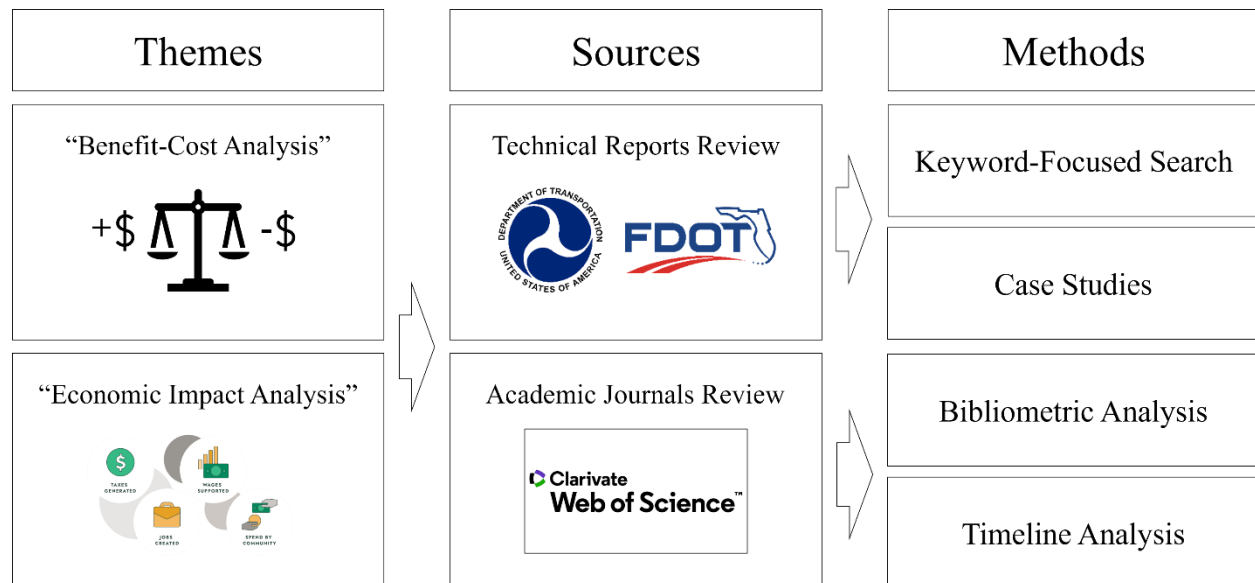 Themes
Sources
Methods
“Benefit-Cost Analysis”
+$
-$
“Economic Impact Analysis”
$
TAXES
GENERATED
WAGES
SUPPORTED
JOBS
CREATED
SPEND BY
COMMUNITY
Technical Reports Review
DEPARTMENT OF TRANSPORTATION
UNITED STATES OF AMERICA
FDOT
Academic Journals Review
Clarivate
Web of Science™
Keyword-Focused Search
Case Studies
Bibliometric Analysis
Timeline Analysis